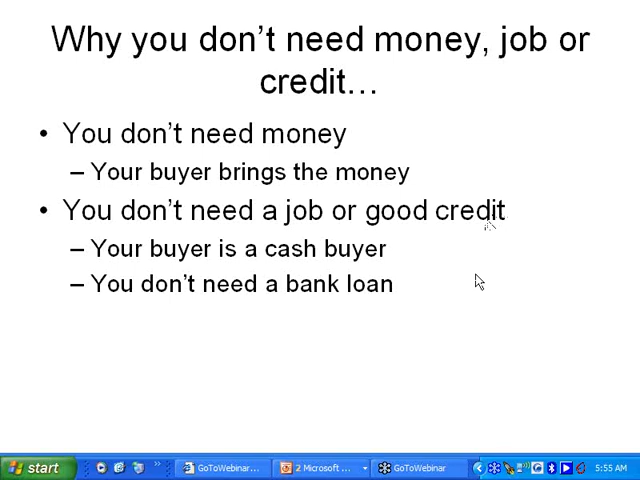 Why you don't need money, job or
credit...
• You don't need money
– Your buyer brings the money
• You don't need a job or good credit
– Your buyer is a cash buyer
– You don't need a bank loan
start
GoToWebinar...
2 Microsoft ...
GoToWebinar
5:55 AM